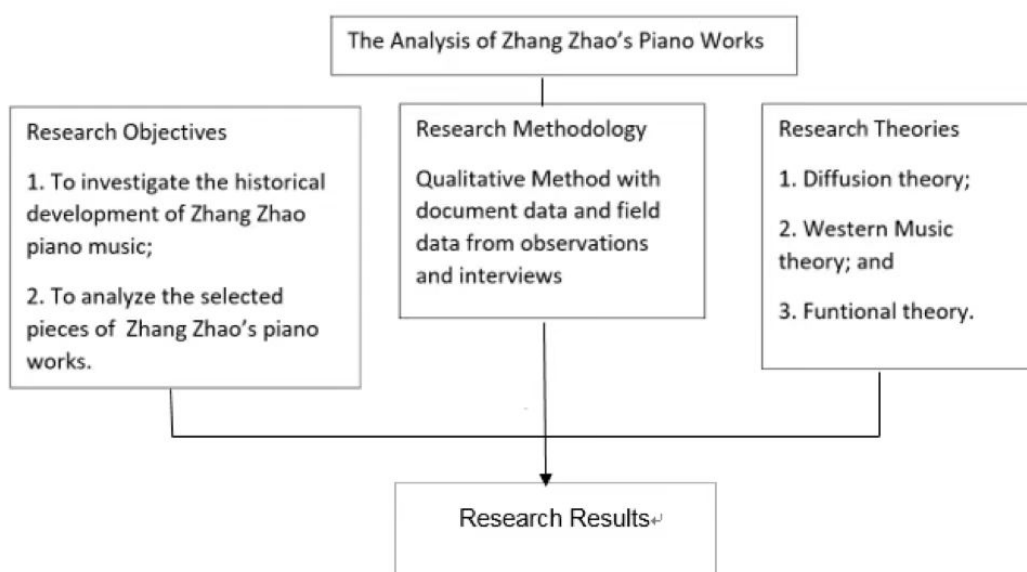 The Analysis of Zhang Zhao's Piano Works
Research Objectives
1. To investigate the historical
development of Zhang Zhao
piano music;
2. To analyze the selected
pieces of Zhang Zhao's piano
works.
Research Methodology
Qualitative Method with
document data and field
data from observations
and interviews
Research Theories
1. Diffusion theory;
2. Western Music
theory; and
3. Funtional theory.
Research Results↵